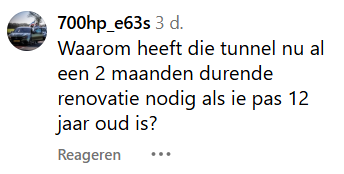 700hp_e63s 3 d.
Waarom heeft die tunnel nu al
een 2 maanden durende
renovatie nodig als ie pas 12
jaar oud is?
Reageren •••